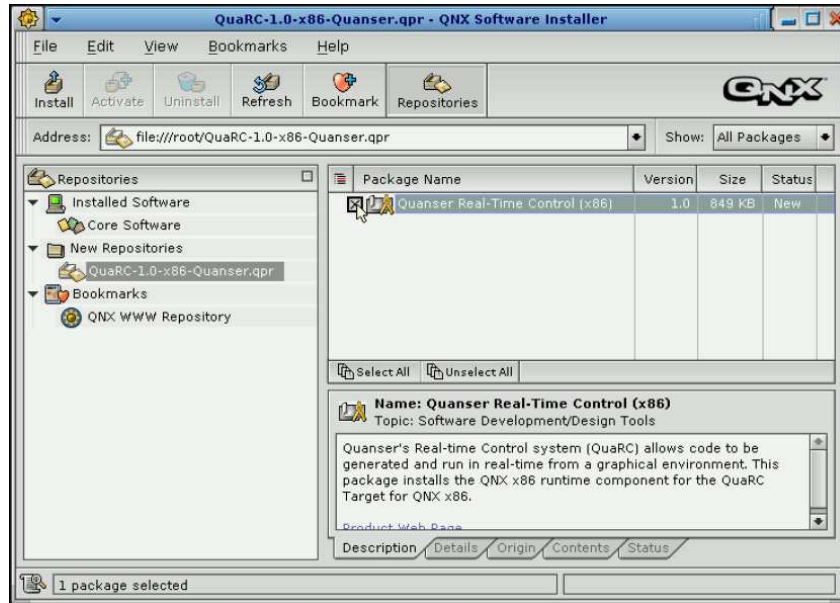 QuaRC-1.0-x86-Quanser.qpr - QNX Software Installer
File Edit View Bookmarks Help
Install Activate Uninstall Refresh Bookmark Repositories
QNX
Address: file:///root/QuaRC-1.0-x86-Quanser.qpr Show: All Packages
Repositories
Installed Software
Core Software
New Repositories
QuaRC-1.0-x86-Quanser.qpr
Bookmarks
QNX WWW Repository
Package Name Version Size Status
Quanser Real-Time Control (x86) 1.0 849 KB New
Select All Unselect All
Name: Quanser Real-Time Control (x86)
Topic: Software Development/Design Tools
Quanser's Real-time Control system (QuaRC) allows code to be
generated and run in real-time from a graphical environment. This
package installs the QNX x86 runtime component for the QuaRC
Target for QNX x86.
Product Web Page
Description Details Origin Contents Status
1 package selected